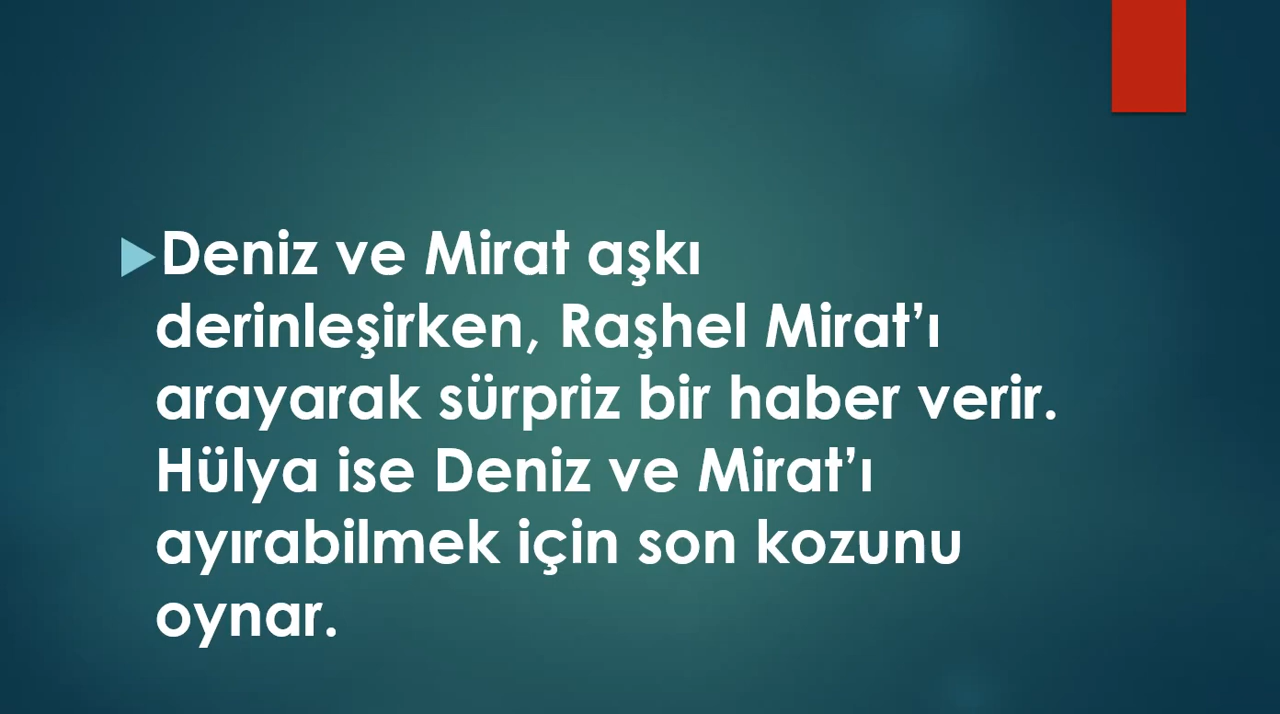 Deniz ve Mirat aşkı
derinleşirken, Raşhel Mirat’ı
arayarak sürpriz bir haber verir.
Hülya ise Deniz ve Mirat’ı
ayırabilmek için son kozunu
oynar.